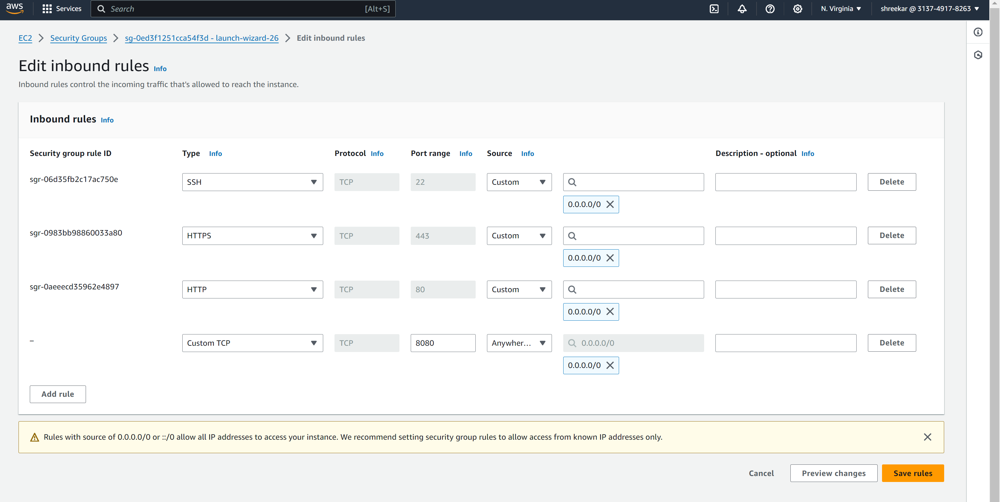 aws
Services
Search
[Alt+S]
N. Virginia
shreekar @ 3137-4917-8263
EC2
Security Groups
sg-0ed3f1251cca54f3d - launch-wizard-26
Edit inbound rules
Edit inbound rules Info
Inbound rules control the incoming traffic that's allowed to reach the instance.
Inbound rules Info
Security group rule ID
Type Info
Protocol Info
Port range Info
Source Info
Description - optional Info
sgr-06d35fb2c17ac750e
SSH
TCP
22
Custom
Delete
0.0.0.0/0
sgr-0983bb98860033a80
HTTPS
TCP
443
Custom
Delete
0.0.0.0/0
sgr-0aeeecd35962e4897
HTTP
TCP
80
Custom
Delete
0.0.0.0/0
–
Custom TCP
TCP
8080
Anywher...
0.0.0.0/0
Delete
0.0.0.0/0
Add rule
Rules with source of 0.0.0.0/0 or ::/0 allow all IP addresses to access your instance. We recommend setting security group rules to allow access from known IP addresses only.
Cancel
Preview changes
Save rules